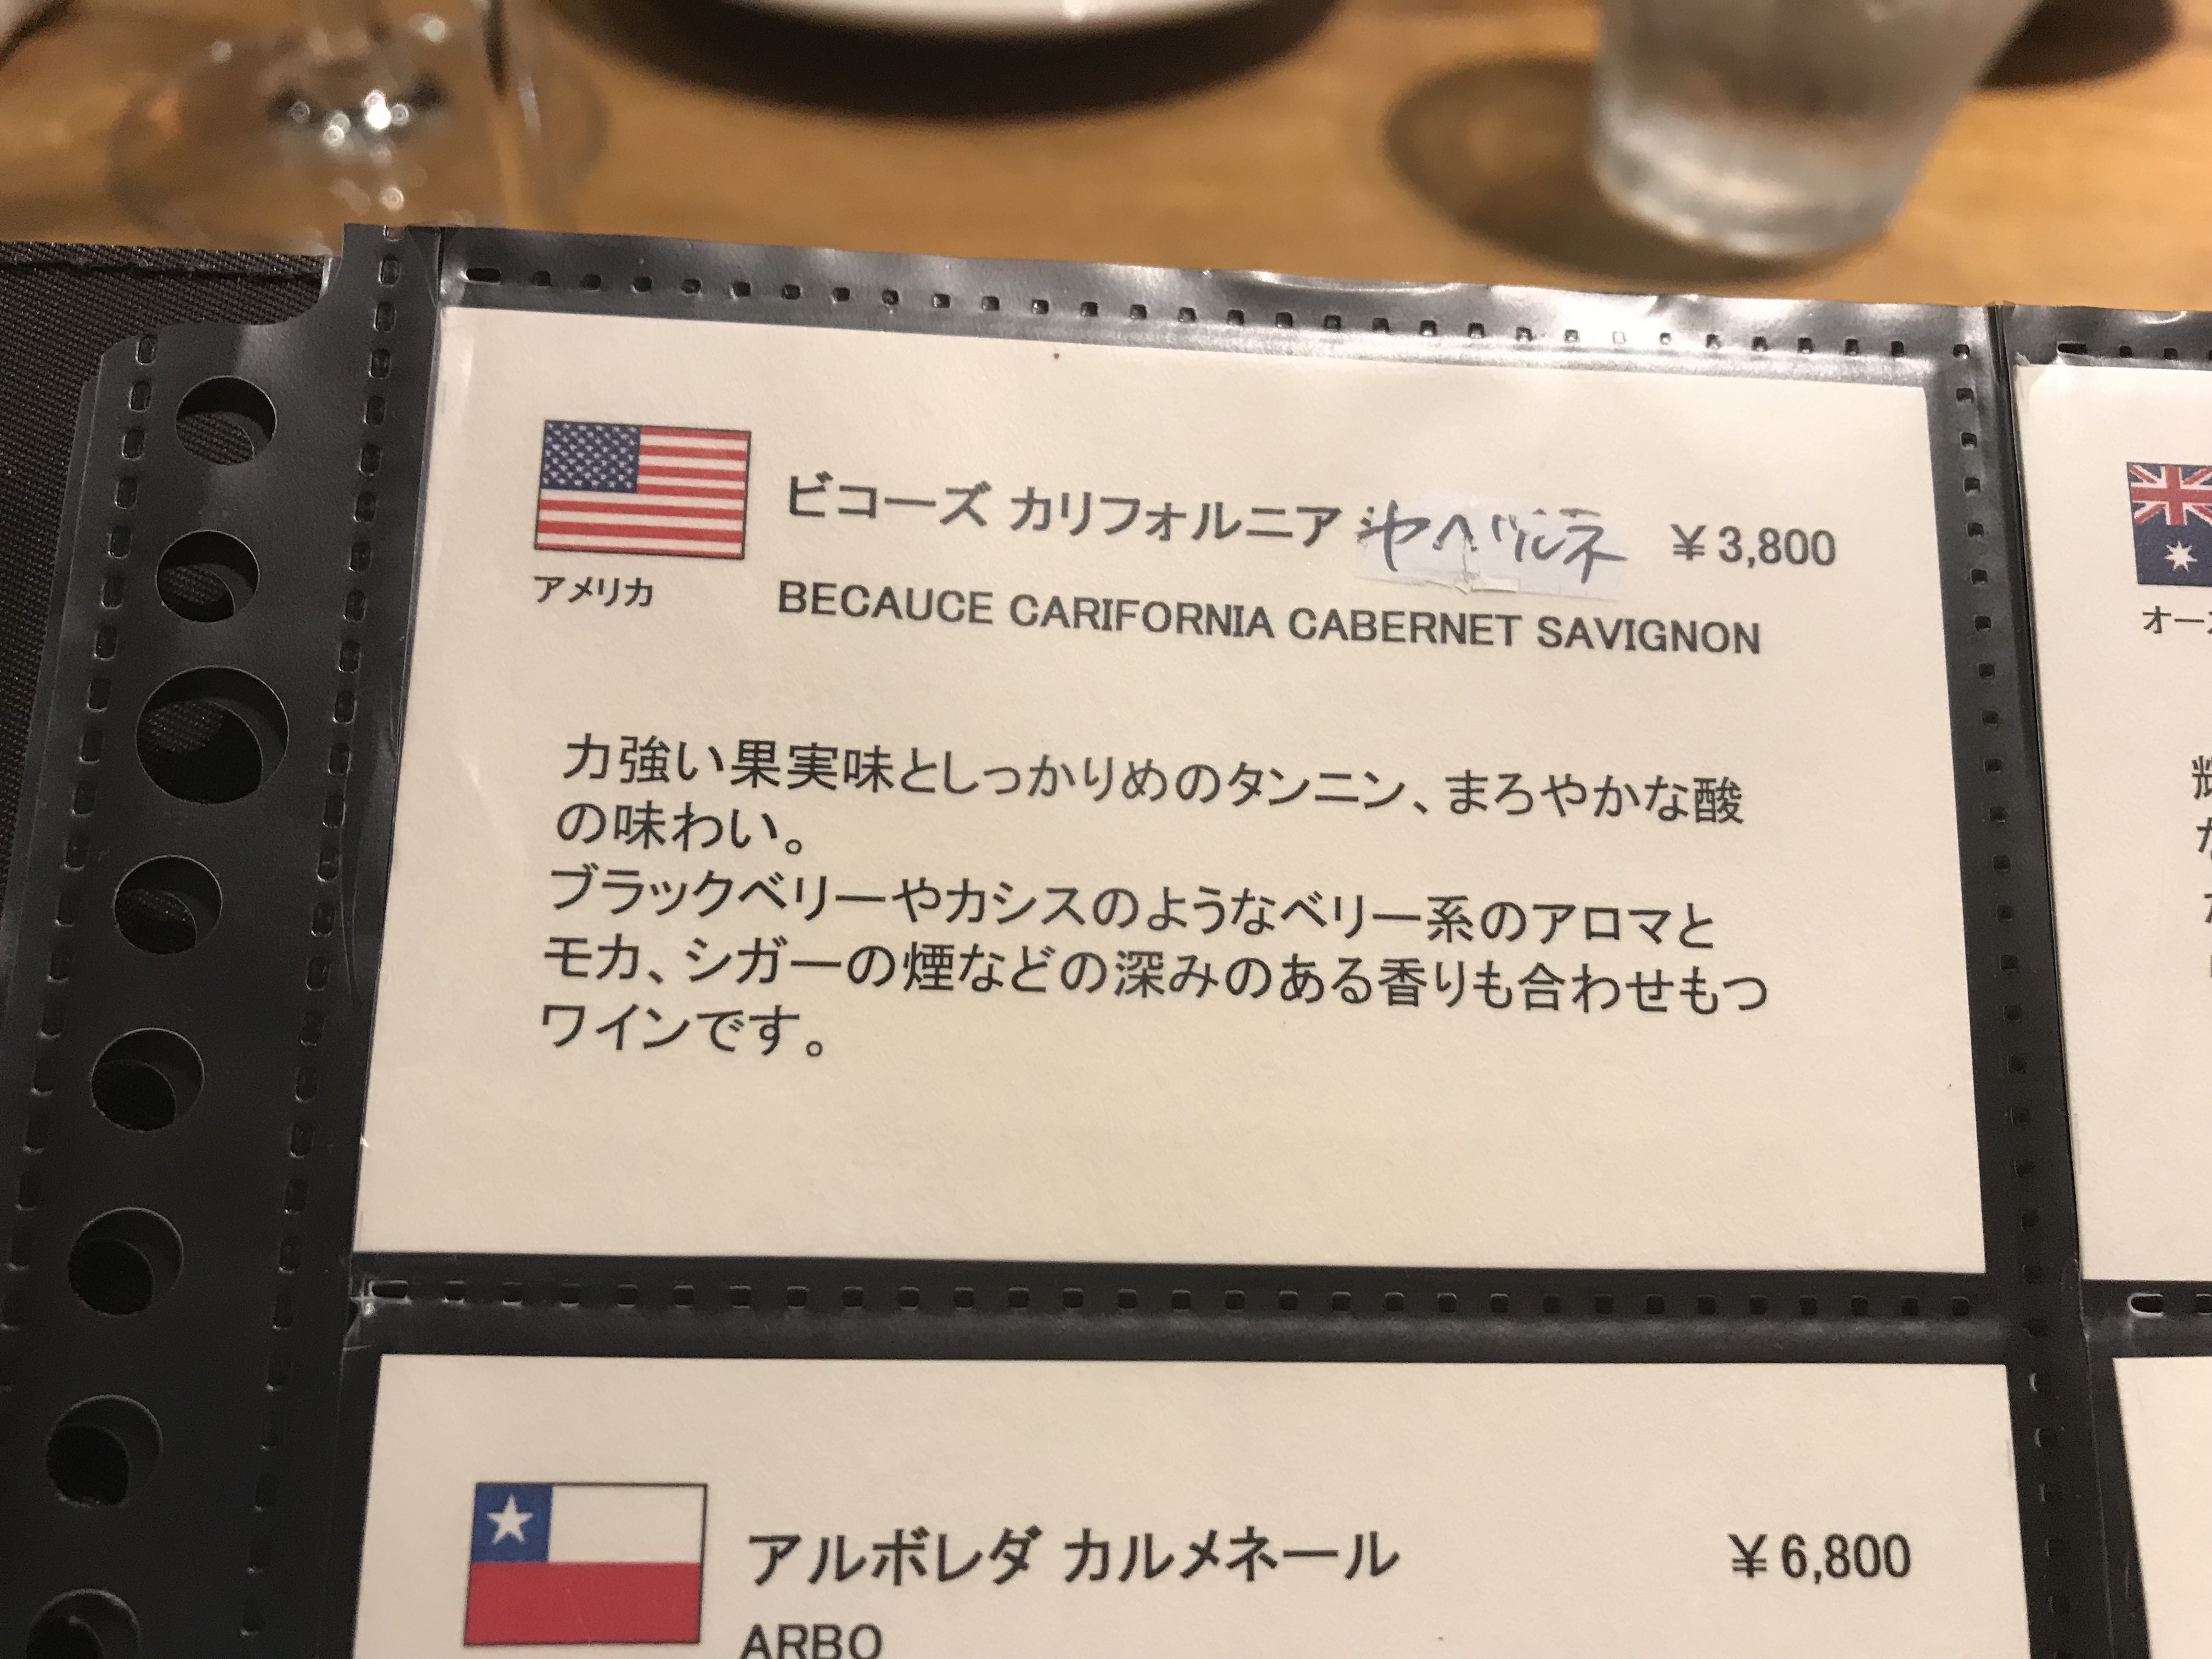 ビコーズ カリフォルニア ¥3,800
アメリカ
BECAUCE CARIFORNIA CABERNET SAVIGNON
力強い果実味としっかりめのタンニン、まろやかな酸
の味わい。
ブラックベリーやカシスのようなベリー系のアロマと
モカ、シガーの煙などの深みのある香りも合わせもつ
ワインです。
アルボレダ カルメネール ¥6,800
ARBO